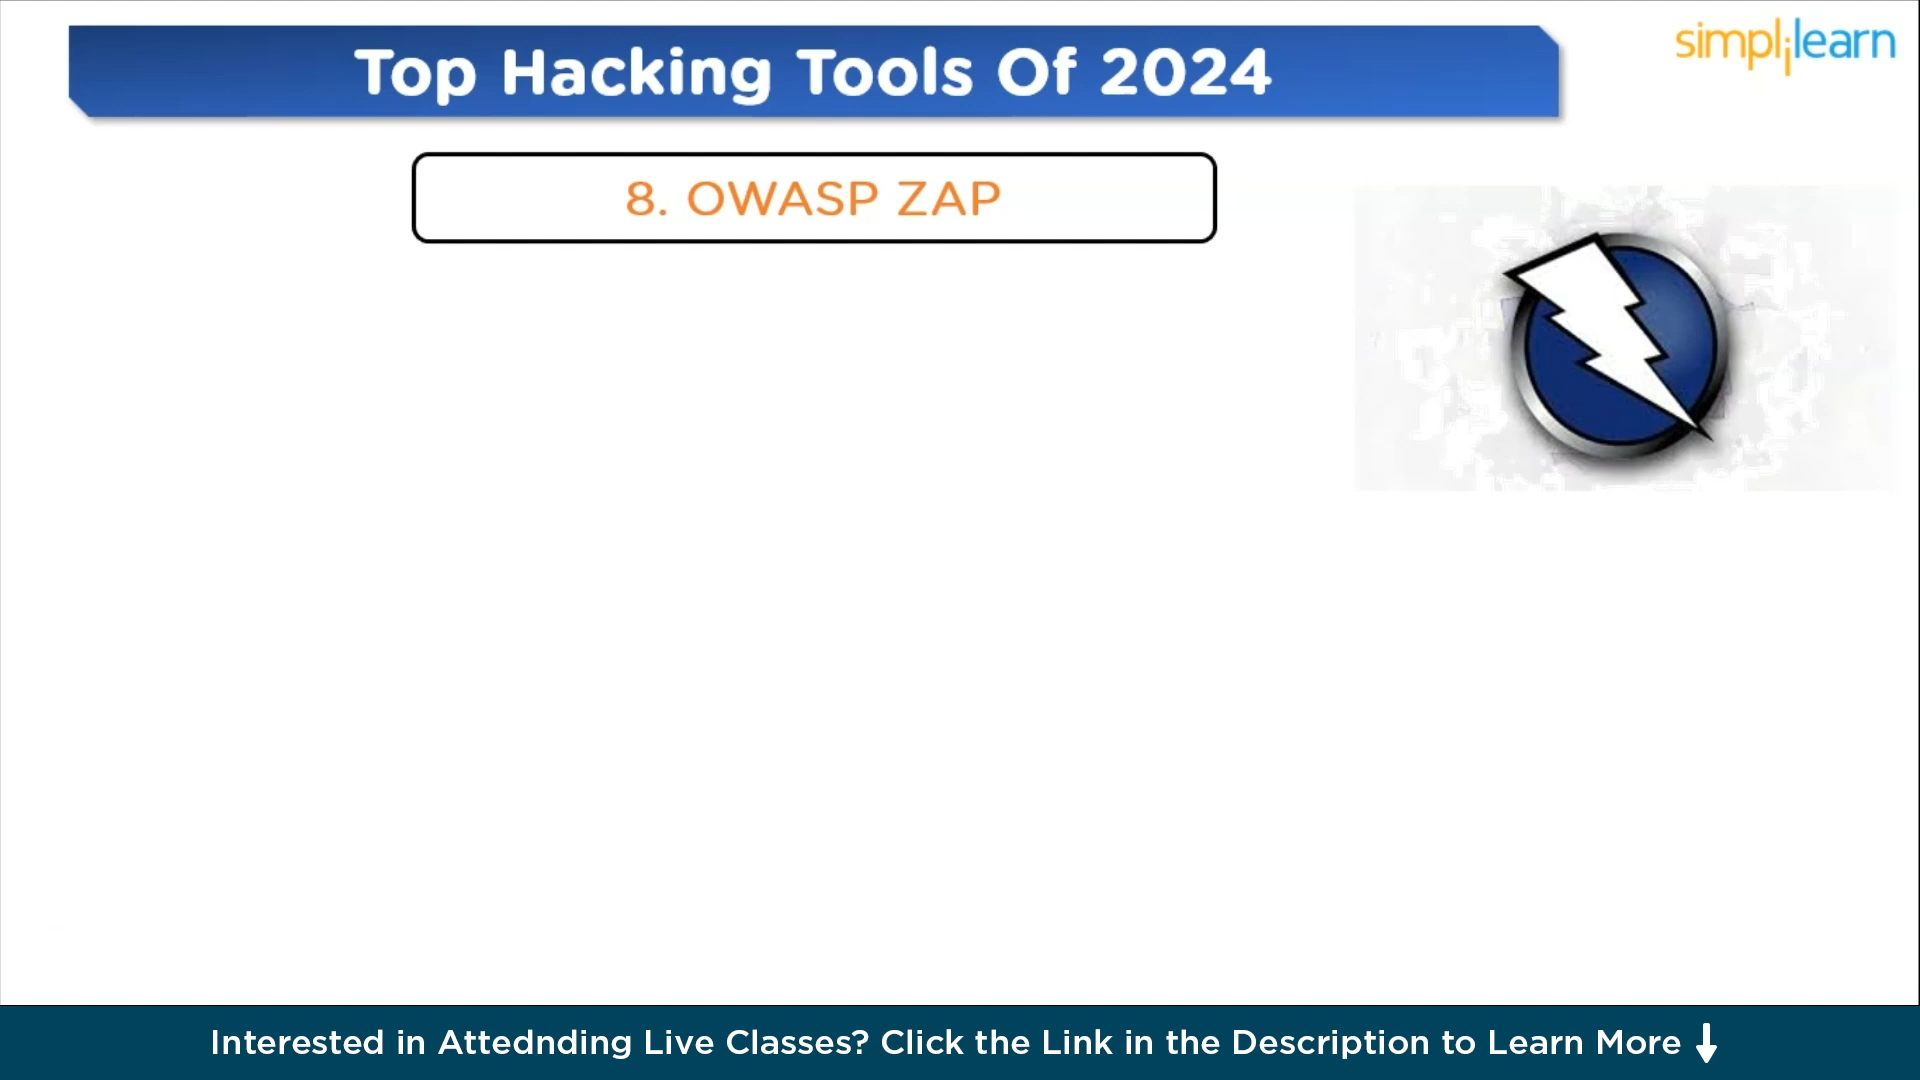 Top Hacking Tools Of 2024
simplilearn
8. OWASP ZAP
Interested in Attednding Live Classes? Click the Link in the Description to Learn More